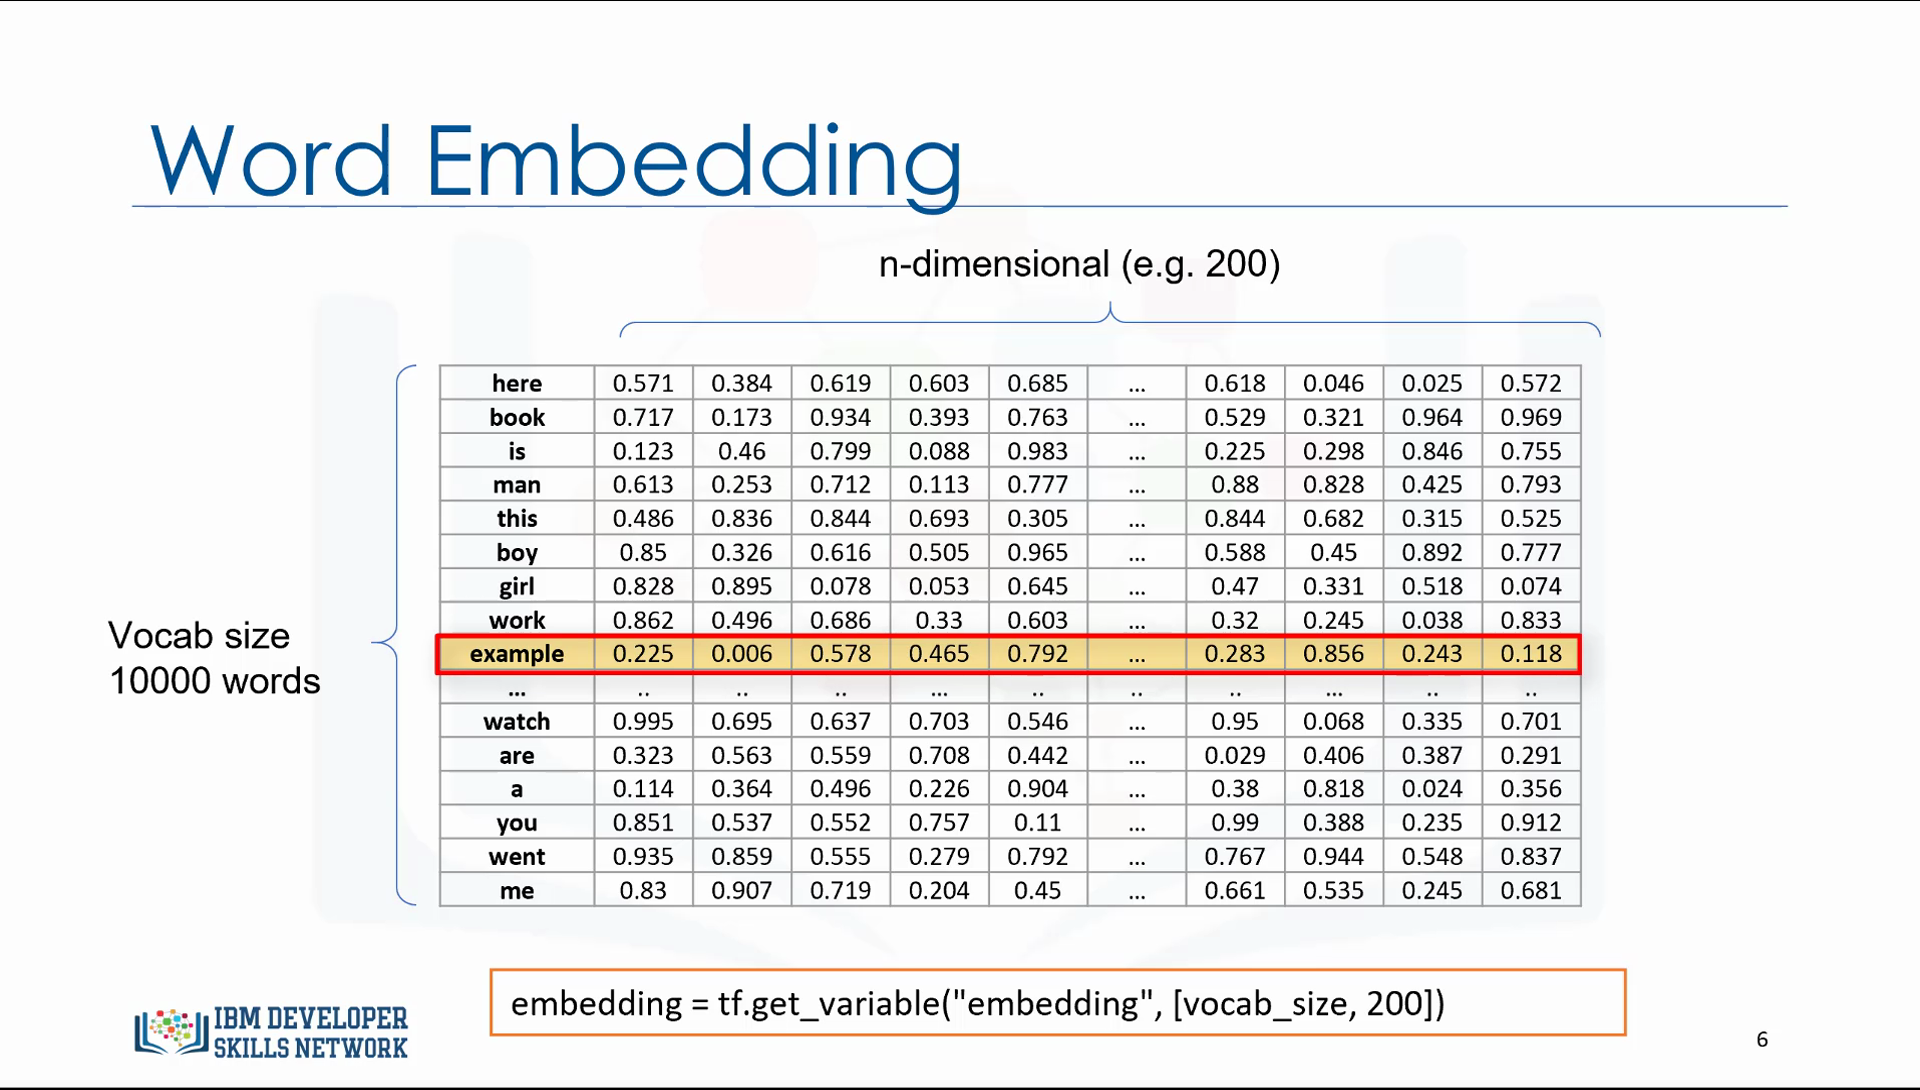 Word Embedding
n-dimensional (e.g. 200)
Vocab size
10000 words
here 0.571 0.384 0.619 0.603 0.685 ... 0.618 0.046 0.025 0.572
book 0.717 0.173 0.934 0.393 0.763 ... 0.529 0.321 0.964 0.969
is 0.123 0.46 0.799 0.088 0.983 ... 0.225 0.298 0.846 0.755
man 0.613 0.253 0.712 0.113 0.777 ... 0.88 0.828 0.425 0.793
this 0.486 0.836 0.844 0.693 0.305 ... 0.844 0.682 0.315 0.525
boy 0.85 0.326 0.616 0.505 0.965 ... 0.588 0.45 0.892 0.777
girl 0.828 0.895 0.078 0.053 0.645 ... 0.47 0.331 0.518 0.074
work 0.862 0.496 0.686 0.33 0.603 ... 0.32 0.245 0.038 0.833
example 0.225 0.006 0.578 0.465 0.792 ... 0.283 0.856 0.243 0.118
... .. .. .. ... .. .. .. ... .. ..
watch 0.995 0.695 0.637 0.703 0.546 ... 0.95 0.068 0.335 0.701
are 0.323 0.563 0.559 0.708 0.442 ... 0.029 0.406 0.387 0.291
a 0.114 0.364 0.496 0.226 0.904 ... 0.38 0.818 0.024 0.356
you 0.851 0.537 0.552 0.757 0.11 ... 0.99 0.388 0.235 0.912
went 0.935 0.859 0.555 0.279 0.792 ... 0.767 0.944 0.548 0.837
me 0.83 0.907 0.719 0.204 0.45 ... 0.661 0.535 0.245 0.681
embedding = tf.get_variable("embedding", [vocab_size, 200])
IBM DEVELOPER
SKILLS NETWORK
6